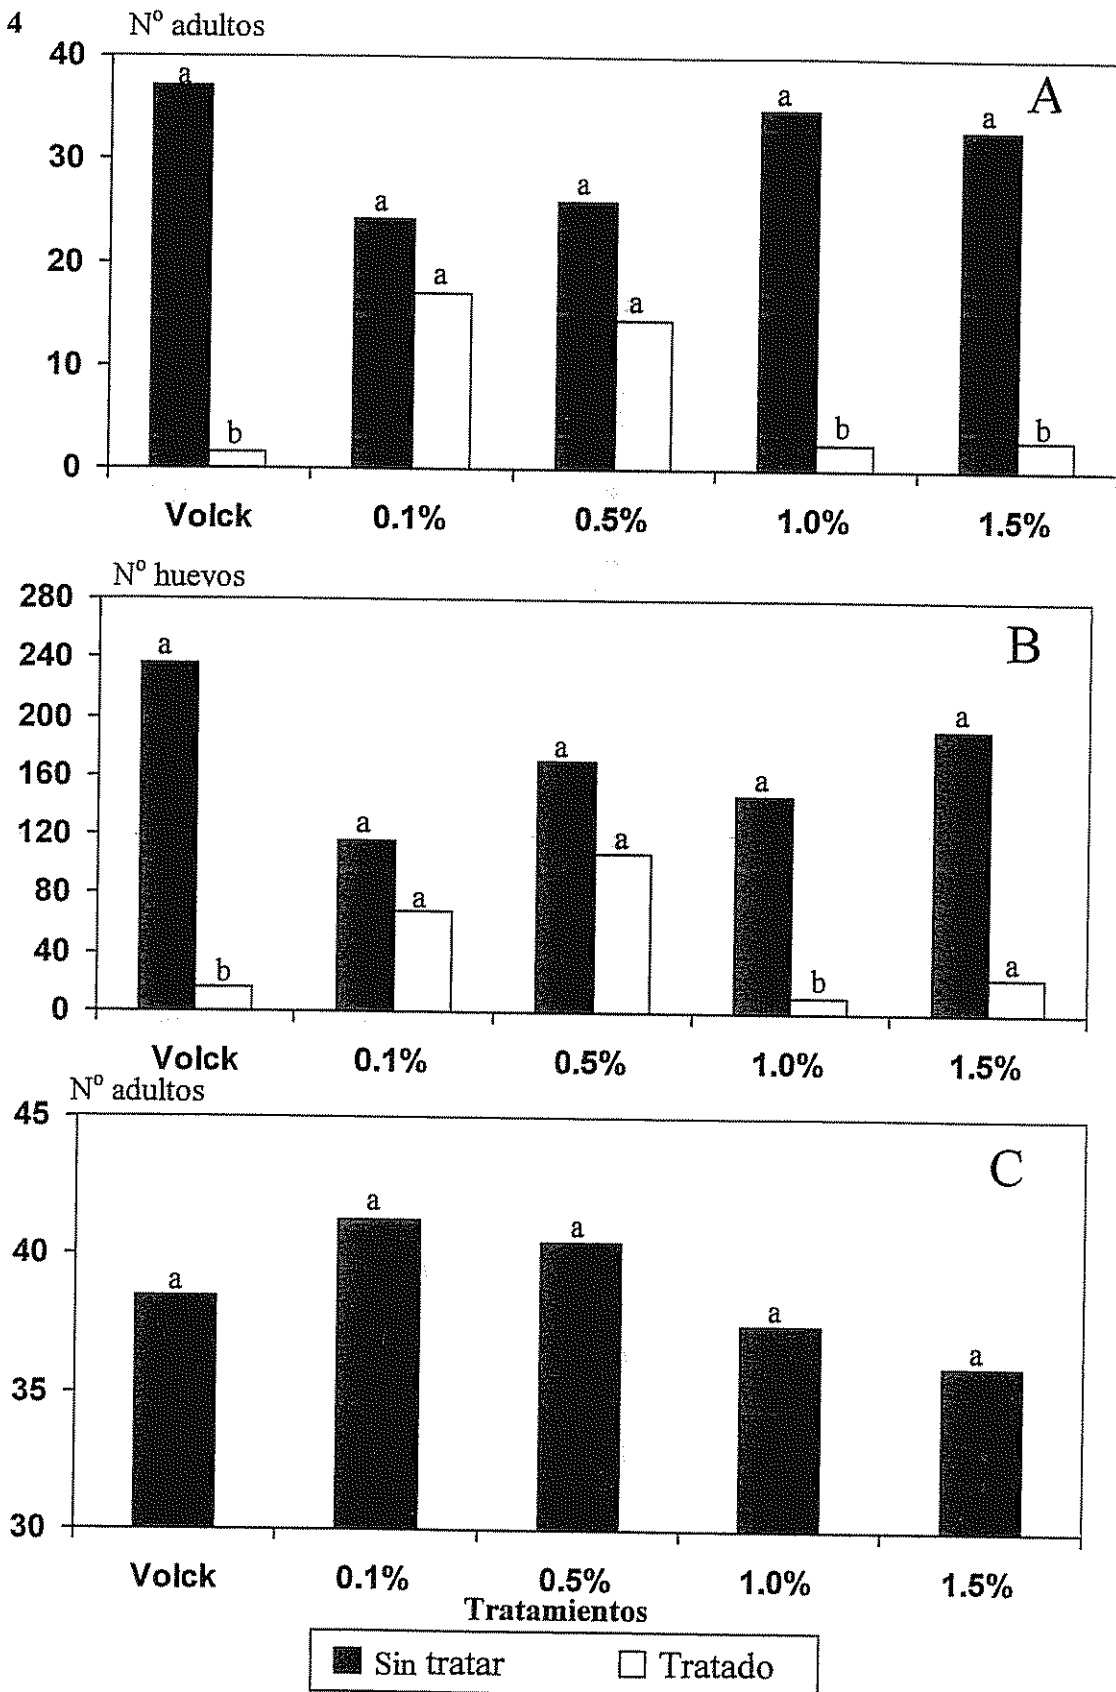 4
Nº adultos
40
30
20
10
0
A
a a a a a
a a
b b b
Volck 0.1% 0.5% 1.0% 1.5%
Nº huevos
280
240
200
160
120
80
40
0
B
a a a a a
b a a b a
Volck 0.1% 0.5% 1.0% 1.5%
Nº adultos
45
40
35
30
C
a a a a a
Volck 0.1% 0.5% 1.0% 1.5%
Tratamientos
Sin tratar Tratado